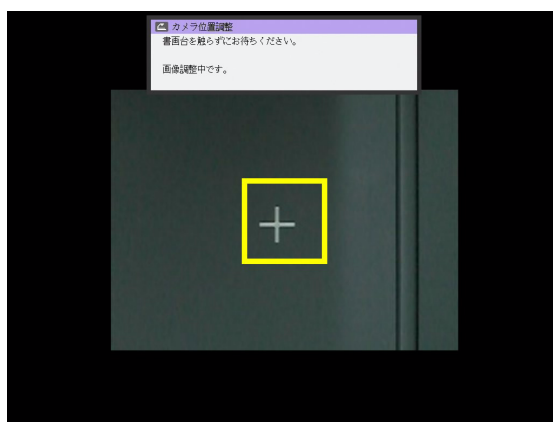 カメラ位置調整
書画台を触らずにお待ちください。
画像調整中です。